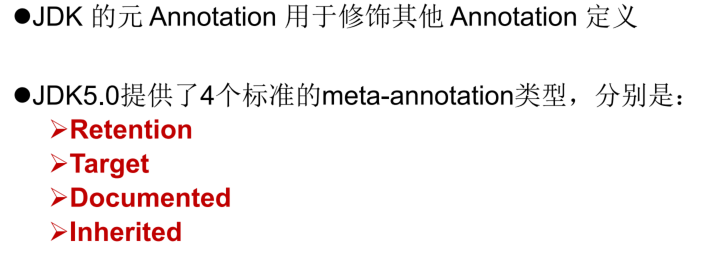 ●JDK 的元 Annotation 用于修饰其他 Annotation 定义
●JDK5.0提供了4个标准的meta-annotation类型，分别是：
➢Retention
➢Target
➢Documented
➢Inherited